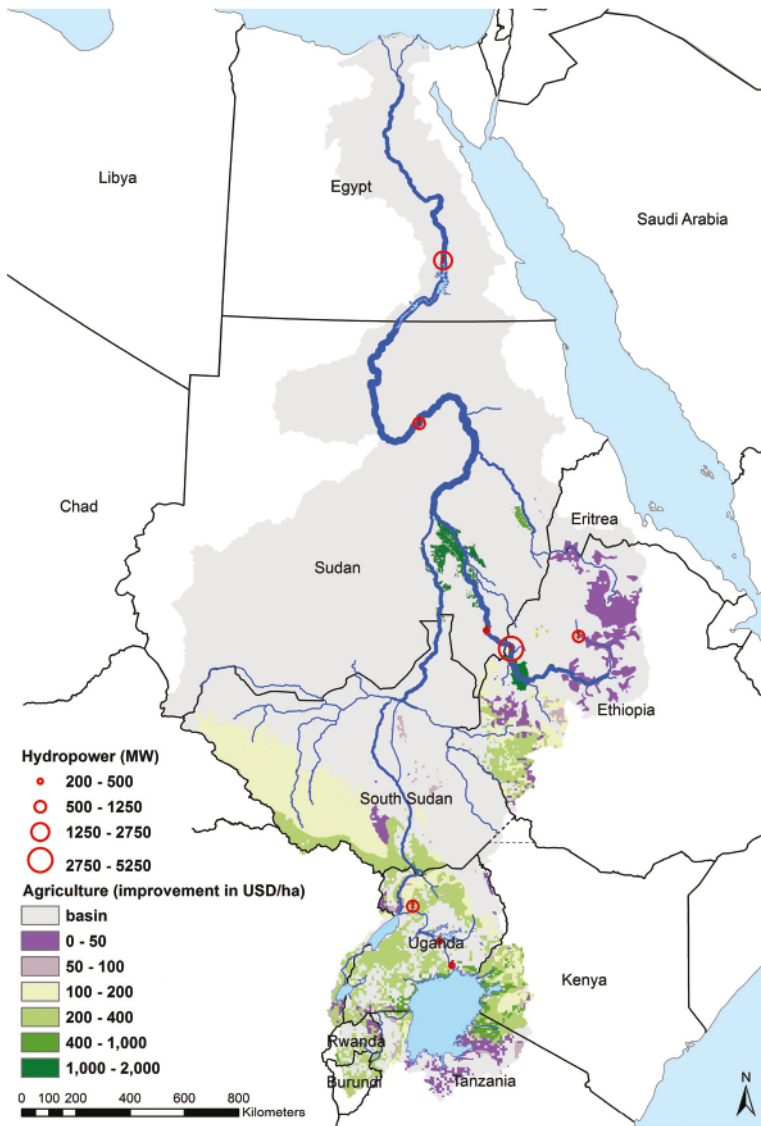 Libya
Egypt
Saudi Arabia
Chad
Eritrea
Sudan
Ethiopia
Hydropower (MW)
200 - 500
500 - 1250
1250 - 2750
2750 - 5250
South Sudan
Agriculture (improvement in USD/ha)
basin
0 - 50
50 - 100
100 - 200
200 - 400
400 - 1,000
1,000 - 2,000
Uganda
Kenya
Rwanda
Burundi
Tanzania
0 100 200 400 600 800
Kilometers
N